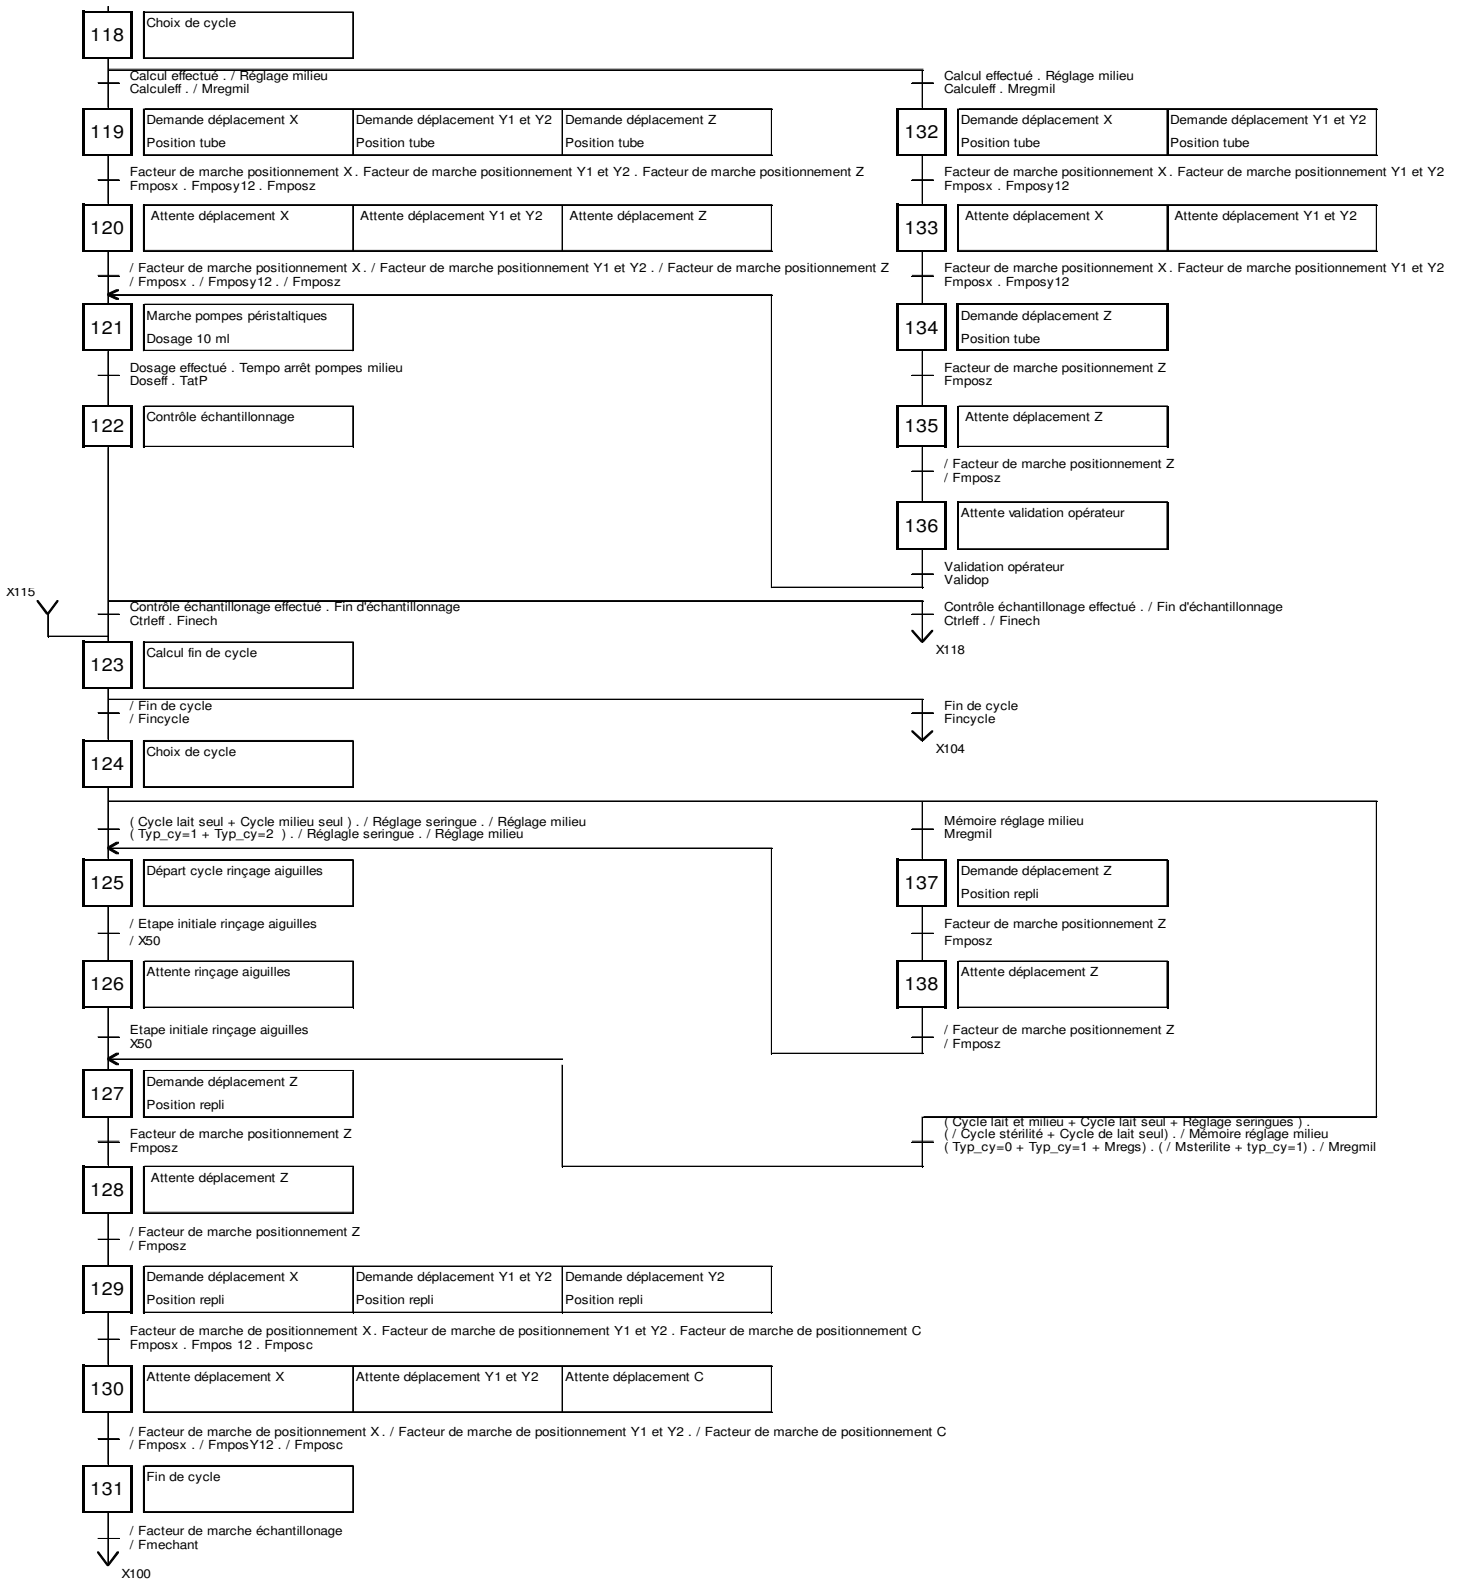 118
Choix de cycle
Calcul effectué . / Réglage milieu
Calculeff . / Mregmil
Calcul effectué . Réglage milieu
Calculeff . Mregmil
119
Demande déplacement X
Position tube
Demande déplacement Y1 et Y2
Position tube
Demande déplacement Z
Position tube
132
Demande déplacement X
Position tube
Demande déplacement Y1 et Y2
Position tube
Facteur de marche positionnement X . Facteur de marche positionnement Y1 et Y2 . Facteur de marche positionnement Z
Fmposx . Fmposy12 . Fmposz
Facteur de marche positionnement X . Facteur de marche positionnement Y1 et Y2
Fmposx . Fmposy12
120
Attente déplacement X
Attente déplacement Y1 et Y2
Attente déplacement Z
133
Attente déplacement X
Attente déplacement Y1 et Y2
/ Facteur de marche positionnement X . / Facteur de marche positionnement Y1 et Y2 . / Facteur de marche positionnement Z
/ Fmposx . / Fmposy12 . / Fmposz
Facteur de marche positionnement X . Facteur de marche positionnement Y1 et Y2
Fmposx . Fmposy12
121
Marche pompes péristaltiques
Dosage 10 ml
134
Demande déplacement Z
Position tube
Dosage effectué . Tempo arrêt pompes milieu
Doseff . TatP
Facteur de marche positionnement Z
Fmposz
122
Contrôle échantillonnage
135
Attente déplacement Z
/ Facteur de marche positionnement Z
/ Fmposz
136
Attente validation opérateur
Validation opérateur
Validop
X115
Contrôle échantillonage effectué . Fin d'échantillonnage
Ctrleff . Finech
Contrôle échantillonage effectué . / Fin d'échantillonnage
Ctrleff . / Finech
X118
123
Calcul fin de cycle
/ Fin de cycle
/ Fincycle
Fin de cycle
Fincycle
X104
124
Choix de cycle
( Cycle lait seul + Cycle milieu seul ) . / Réglage seringue . / Réglage milieu
( Typ_cy=1 + Typ_cy=2 ) . / Réglagle seringue . / Réglage milieu
Mémoire réglage milieu
Mregmil
125
Départ cycle rinçage aiguilles
137
Demande déplacement Z
Position repli
/ Etape initiale rinçage aiguilles
/ X50
Facteur de marche positionnement Z
Fmposz
126
Attente rinçage aiguilles
138
Attente déplacement Z
Etape initiale rinçage aiguilles
X50
/ Facteur de marche positionnement Z
/ Fmposz
127
Demande déplacement Z
Position repli
Facteur de marche positionnement Z
Fmposz
( Cycle lait et milieu + Cycle lait seul + Réglage seringues ) .
( / Cycle stérilité + Cycle de lait seul) . / Mémoire réglage milieu
( Typ_cy=0 + Typ_cy=1 + Mregs) . ( / Msterilite + typ_cy=1) . / Mregmil
128
Attente déplacement Z
/ Facteur de marche positionnement Z
/ Fmposz
129
Demande déplacement X
Position repli
Demande déplacement Y1 et Y2
Position repli
Demande déplacement Y2
Position repli
Facteur de marche de positionnement X . Facteur de marche de positionnement Y1 et Y2 . Facteur de marche de positionnement C
Fmposx . Fmpos 12 . Fmposc
130
Attente déplacement X
Attente déplacement Y1 et Y2
Attente déplacement C
/ Facteur de marche de positionnement X . / Facteur de marche de positionnement Y1 et Y2 . / Facteur de marche de positionnement C
/ Fmposx . / FmposY12 . / Fmposc
131
Fin de cycle
/ Facteur de marche échantillonage
/ Fmechant
X100